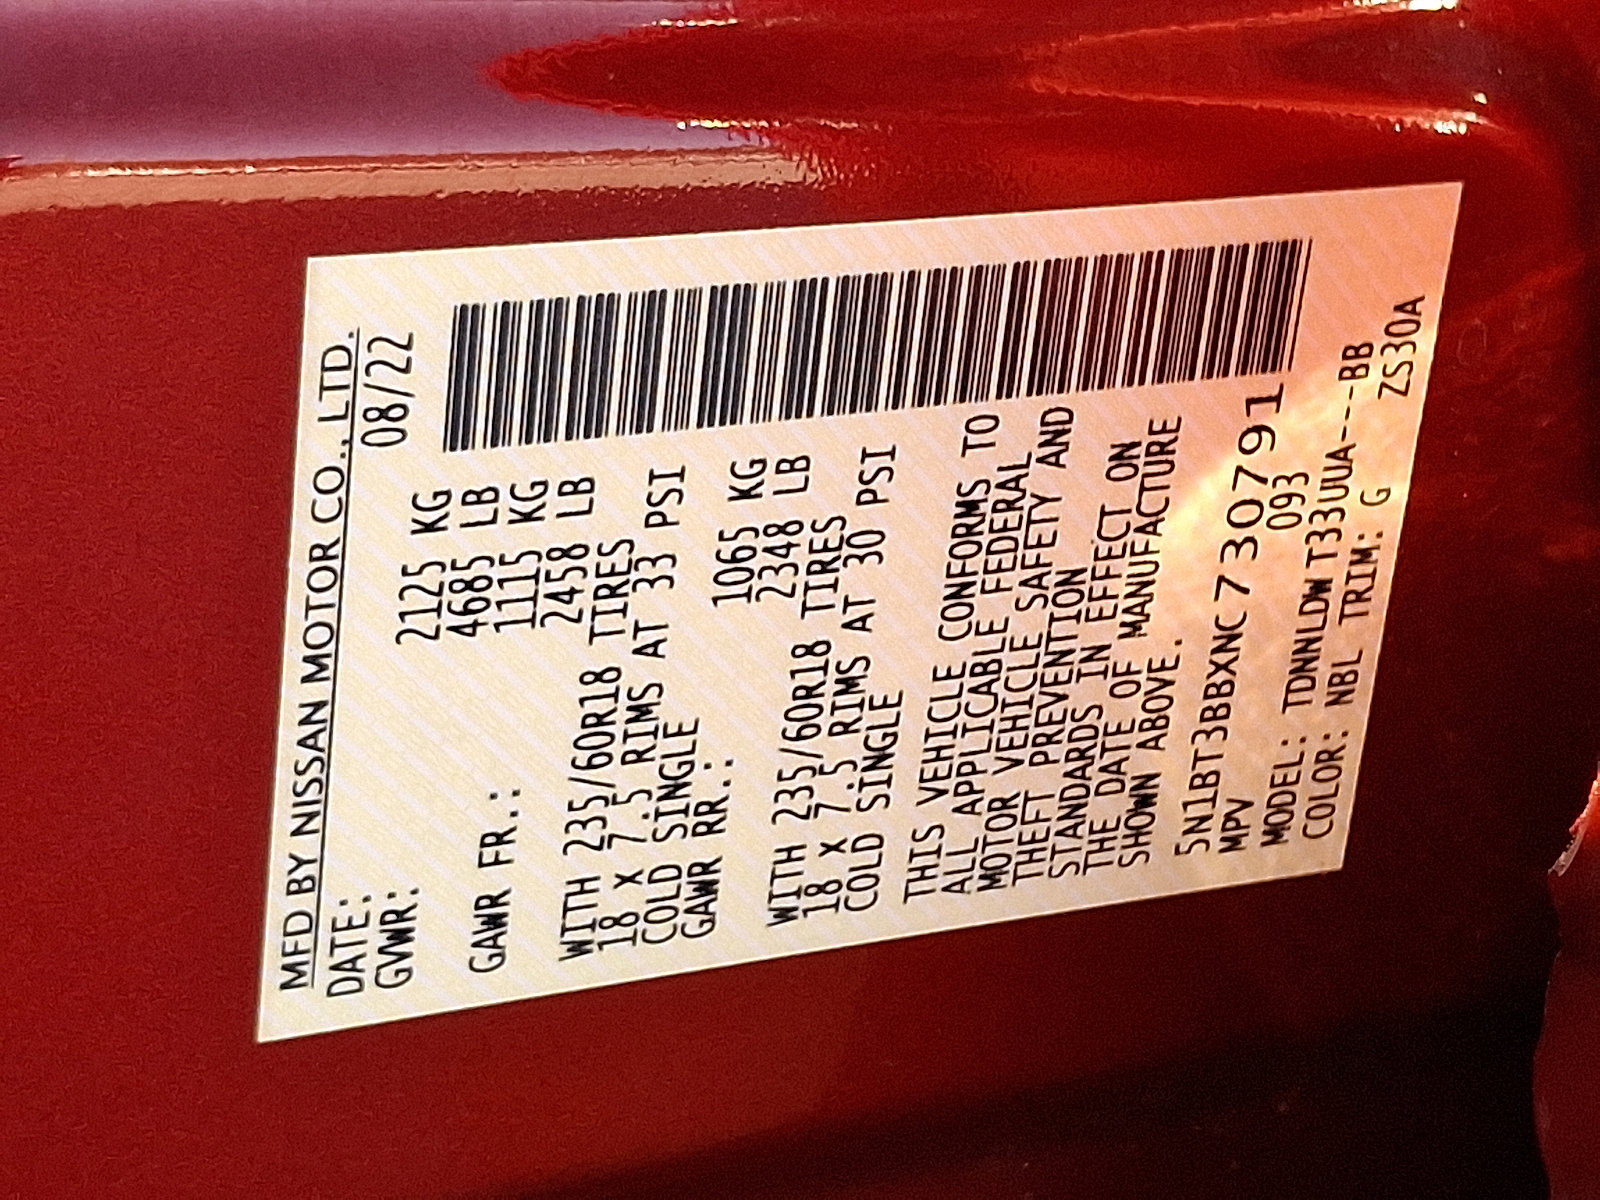 MFD BY NISSAN MOTOR CO., LTD.
DATE: 08/22
GVWR: 2125 KG
4685 LB
GAWR FR.: 1115 KG
2458 LB
WITH 235/60R18 TIRES
18 X 7.5 RIMS AT 33 PSI
COLD SINGLE
GAWR RR.: 1065 KG
2348 LB
WITH 235/60R18 TIRES
18 X 7.5 RIMS AT 30 PSI
COLD SINGLE
THIS VEHICLE CONFORMS TO
ALL APPLICABLE FEDERAL
MOTOR VEHICLE SAFETY AND
THEFT PREVENTION
STANDARDS IN EFFECT ON
THE DATE OF MANUFACTURE
SHOWN ABOVE.
5N1BT3BBXNC730791
MPV 093
MODEL: TDNNLDWT33UUA---BB
COLOR: NBL TRIM: G ZS30A